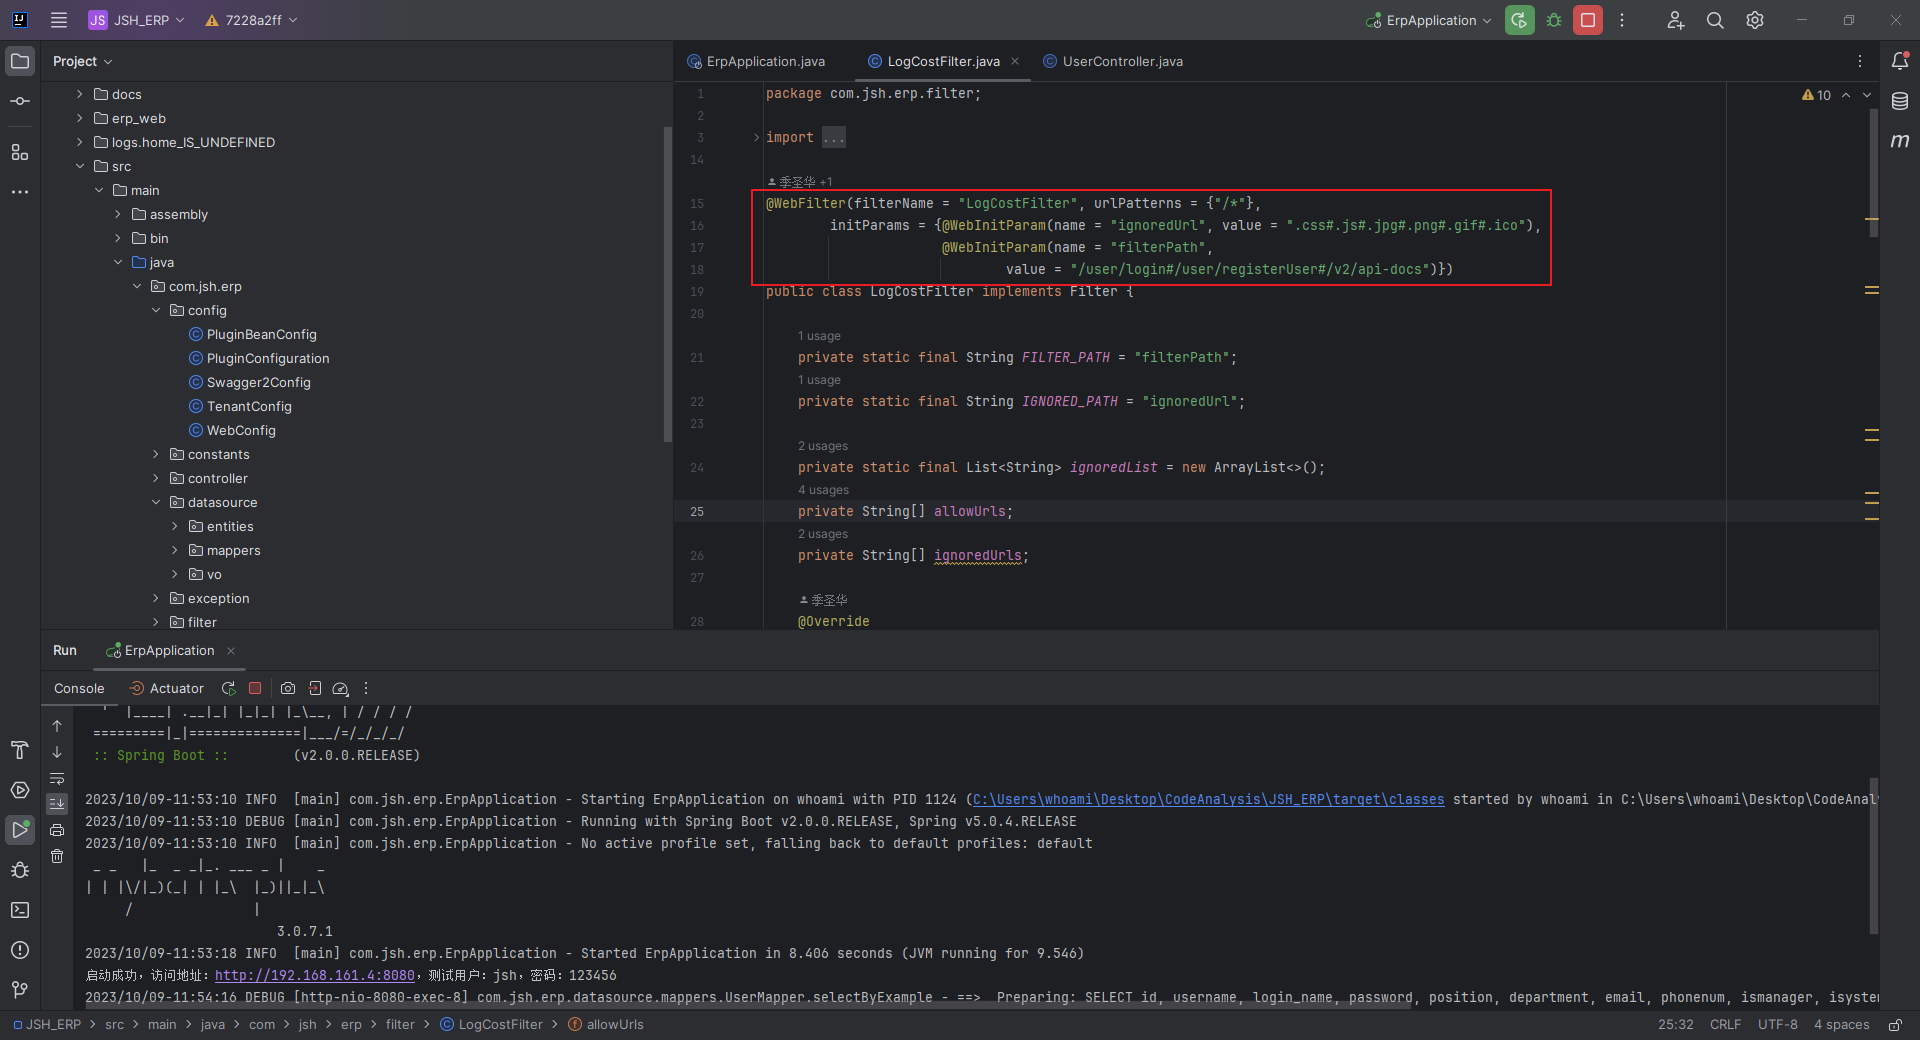 JS JSH_ERP 7228a2ff ErpApplication
Project
docs
erp_web
logs.home_IS_UNDEFINED
src
main
assembly
bin
java
com.jsh.erp
config
PluginBeanConfig
PluginConfiguration
Swagger2Config
TenantConfig
WebConfig
constants
controller
datasource
entities
mappers
vo
exception
filter
ErpApplication.java LogCostFilter.java UserController.java
10
1 package com.jsh.erp.filter;
2
3 import ...
14
季圣华 +1
15 @WebFilter(filterName = "LogCostFilter", urlPatterns = {"/*"},
16 initParams = {@WebInitParam(name = "ignoredUrl", value = ".css#.js#.jpg#.png#.gif#.ico"),
17 @WebInitParam(name = "filterPath",
18 value = "/user/login#/user/registerUser#/v2/api-docs")})
19 public class LogCostFilter implements Filter {
20
1 usage
21 private static final String FILTER_PATH = "filterPath";
1 usage
22 private static final String IGNORED_PATH = "ignoredUrl";
23
2 usages
24 private static final List<String> ignoredList = new ArrayList<>();
4 usages
25 private String[] allowUrls;
2 usages
26 private String[] ignoredUrls;
27
季圣华
28 @Override
m
Run ErpApplication
Console Actuator
' |____| .__|_| |_|_| |_\__, | / / / /
=========|_|==============|___/=/_/_/_/
:: Spring Boot :: (v2.0.0.RELEASE)
2023/10/09-11:53:10 INFO [main] com.jsh.erp.ErpApplication - Starting ErpApplication on whoami with PID 1124 (C:\Users\whoami\Desktop\CodeAnalysis\JSH_ERP\target\classes started by whoami in C:\Users\whoami\Desktop\CodeAnaly
2023/10/09-11:53:10 DEBUG [main] com.jsh.erp.ErpApplication - Running with Spring Boot v2.0.0.RELEASE, Spring v5.0.4.RELEASE
2023/10/09-11:53:10 INFO [main] com.jsh.erp.ErpApplication - No active profile set, falling back to default profiles: default
_ _ |_ _ _|_. ___ _ | _
| | |\/|_)(_| | |_\ |_)||_|_\
/ |
3.0.7.1
2023/10/09-11:53:18 INFO [main] com.jsh.erp.ErpApplication - Started ErpApplication in 8.406 seconds (JVM running for 9.546)
启动成功，访问地址：http://192.168.161.4:8080，测试用户：jsh，密码：123456
2023/10/09-11:54:16 DEBUG [http-nio-8080-exec-8] com.jsh.erp.datasource.mappers.UserMapper.selectByExample - ==> Preparing: SELECT id, username, login_name, password, position, department, email, phonenum, ismanager, isystem
JSH_ERP > src > main > java > com > jsh > erp > filter > LogCostFilter > allowUrls 25:32 CRLF UTF-8 4 spaces